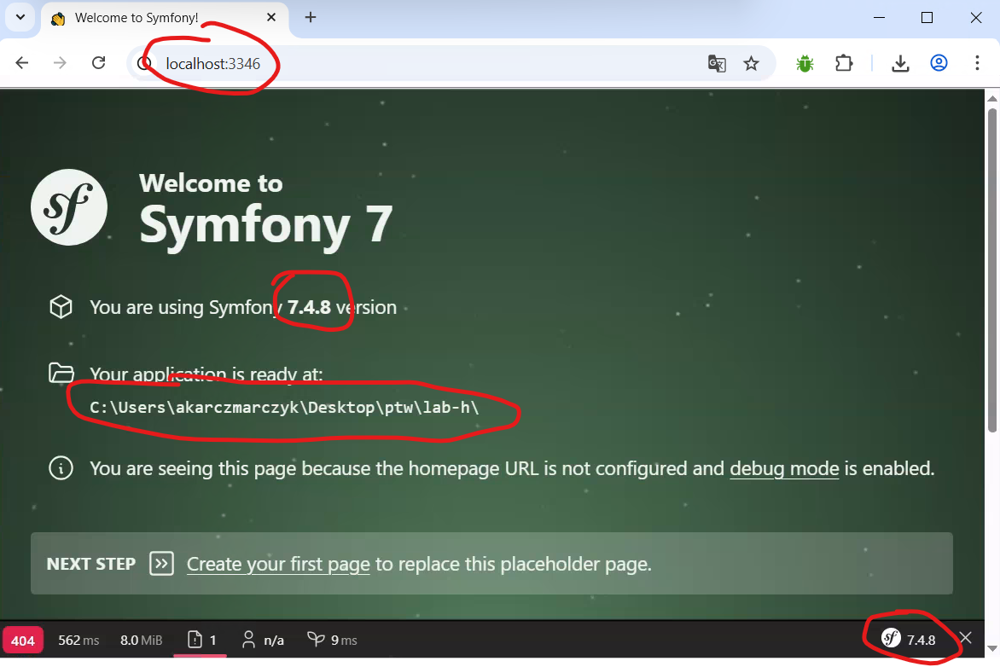 Welcome to Symfony!
localhost:3346
Welcome to
Symfony 7
You are using Symfony 7.4.8 version
Your application is ready at:
C:\Users\akarczmarczyk\Desktop\ptw\lab-h\
You are seeing this page because the homepage URL is not configured and debug mode is enabled.
NEXT STEP Create your first page to replace this placeholder page.
404 562 ms 8.0 MiB 1 n/a 9 ms 7.4.8